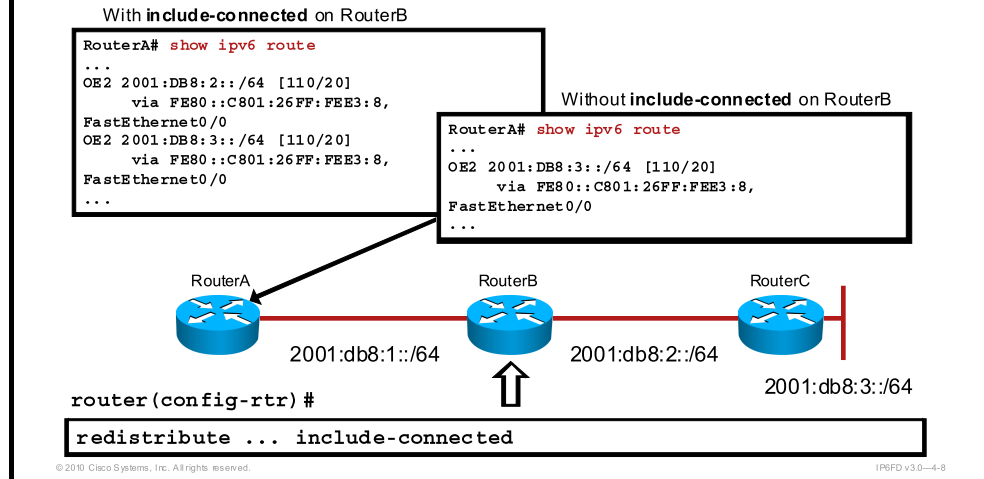 With include-connected on RouterB
RouterA# show ipv6 route
...
OE2 2001:DB8:2::/64 [110/20]
via FE80::C801:26FF:FEE3:8,
FastEthernet0/0
OE2 2001:DB8:3::/64 [110/20]
via FE80::C801:26FF:FEE3:8,
FastEthernet0/0
...
Without include-connected on RouterB
RouterA# show ipv6 route
...
OE2 2001:DB8:3::/64 [110/20]
via FE80::C801:26FF:FEE3:8,
FastEthernet0/0
...
RouterA
RouterB
RouterC
2001:db8:1::/64
2001:db8:2::/64
2001:db8:3::/64
router(config-rtr)#
redistribute ... include-connected
© 2010 Cisco Systems, Inc. All rights reserved.
IP6FD v3.0—4-8